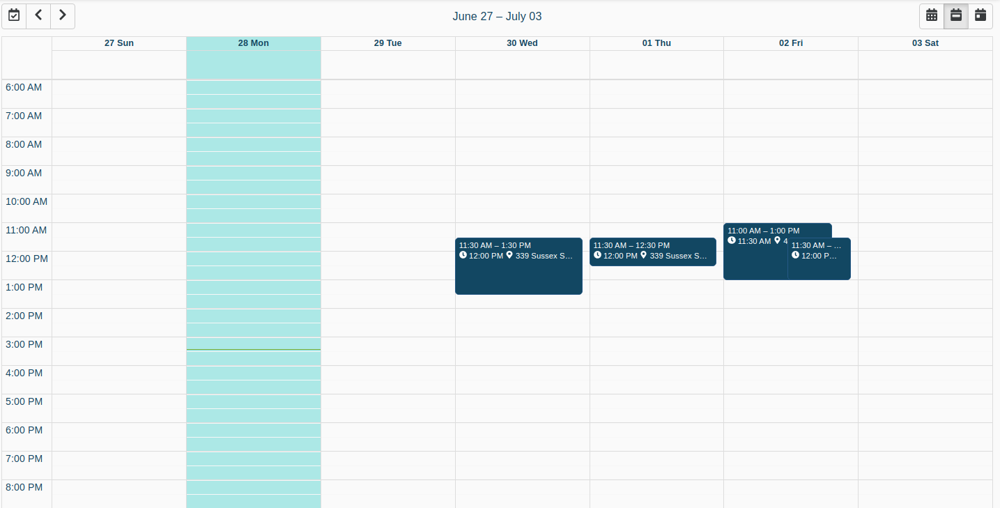 June 27 – July 03
27 Sun
28 Mon
29 Tue
30 Wed
01 Thu
02 Fri
03 Sat
6:00 AM
7:00 AM
8:00 AM
9:00 AM
10:00 AM
11:00 AM
12:00 PM
1:00 PM
2:00 PM
3:00 PM
4:00 PM
5:00 PM
6:00 PM
7:00 PM
8:00 PM
11:30 AM – 1:30 PM
12:00 PM 339 Sussex S...
11:30 AM – 12:30 PM
12:00 PM 339 Sussex S...
11:00 AM – 1:00 PM
11:30 AM 4
11:30 AM – ...
12:00 P...